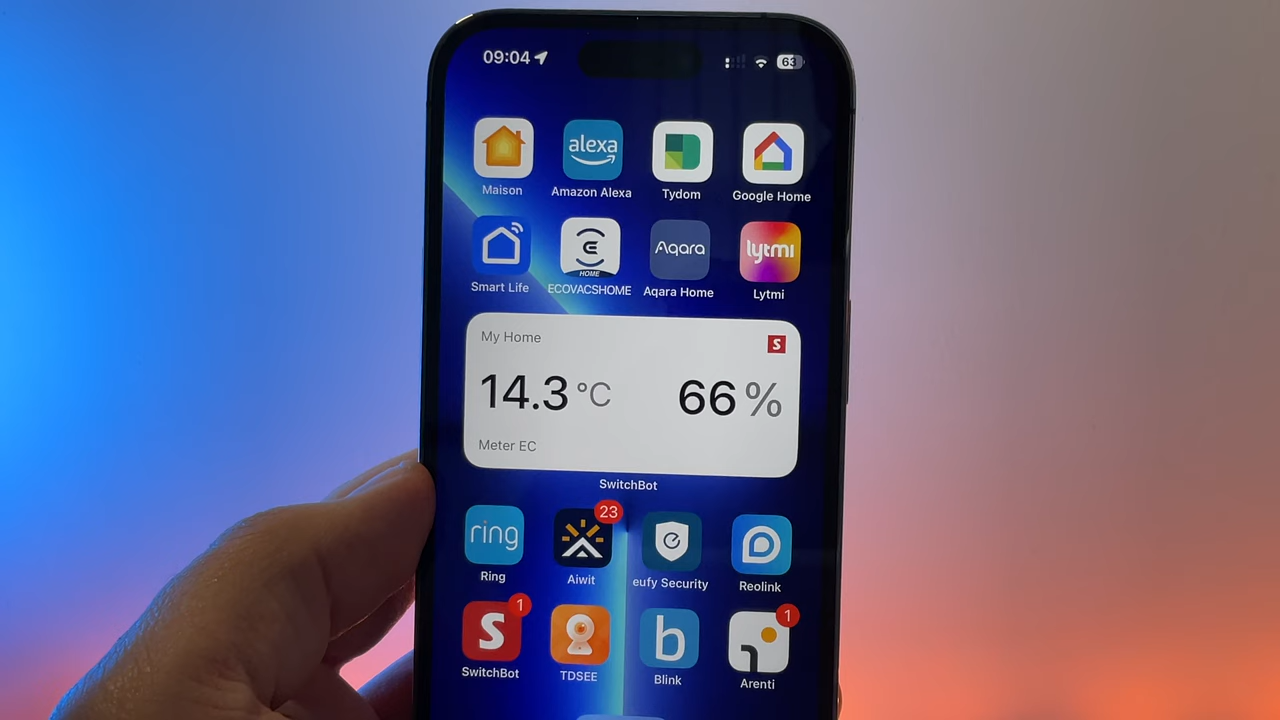 09:04 63
alexa
Maison Amazon Alexa Tydom Google Home
HOME Aqara lytmi
Smart Life ECOVACSHOME Aqara Home Lytmi
My Home S
14.3 °C 66 %
Meter EC
SwitchBot
23
ring
Ring Aiwit eufy Security Reolink
1 1
S b
SwitchBot TDSEE Blink Arenti